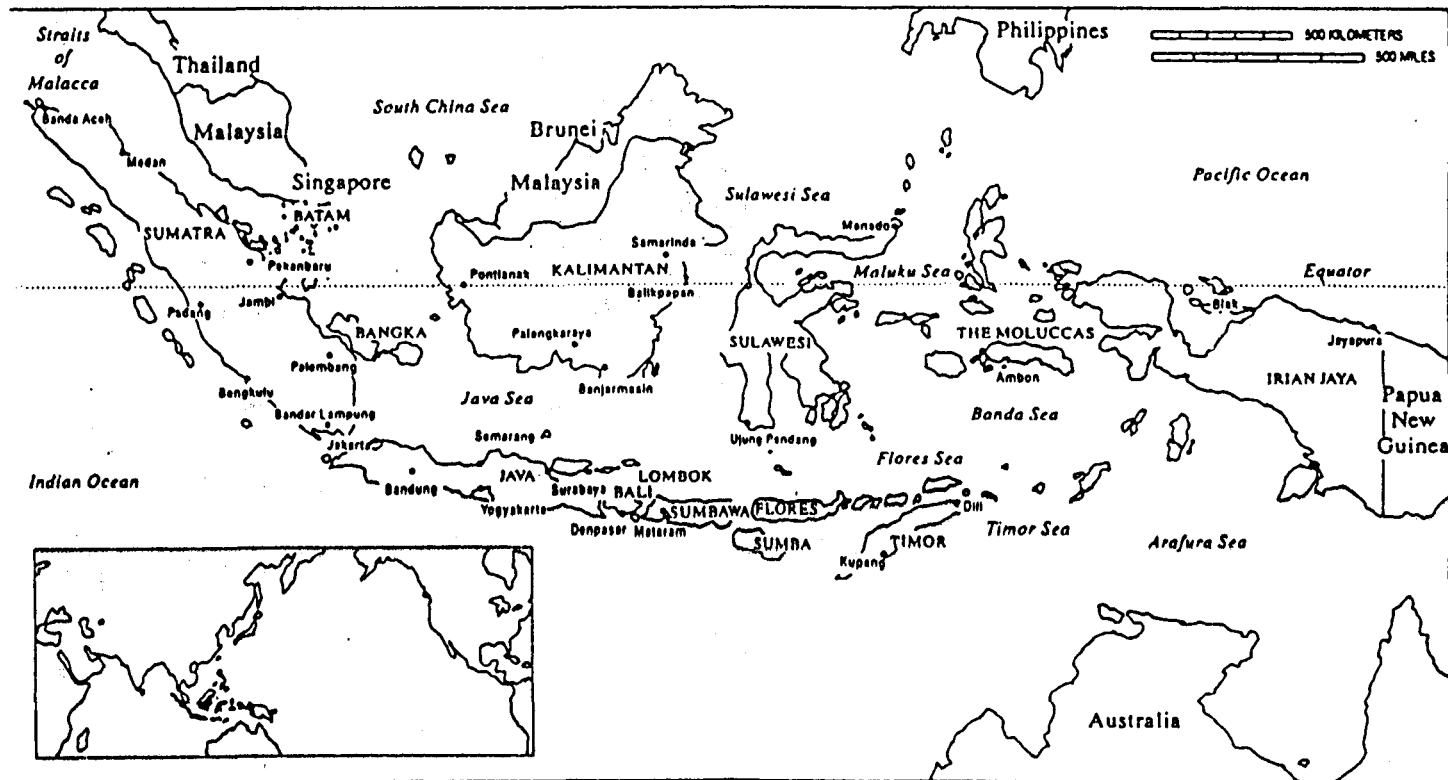 Straits
of
Malacca
Thailand
Malaysia
Banda Aceh
Medan
South China Sea
Brunei
Malaysia
Philippines
500 KILOMETERS
500 MILES
Singapore
BATAM
SUMATRA
Pekanbaru
Jambi
Padang
BANGKA
Palembang
Bengkulu
Bandar Lampung
Jakarta
Pontianak
KALIMANTAN
Samarinda
Balikpapan
Palangkaraya
Banjarmasin
Sulawesi Sea
Manado
Maluku Sea
Pacific Ocean
Equator
SULAWESI
THE MOLUCCAS
Ambon
Biak
Jayapura
IRIAN JAYA
Papua
New
Guinea
Java Sea
Banda Sea
Ujung Pandang
Flores Sea
Semarang
JAVA
Bandung
Yogyakarta
Surabaya
BALI
LOMBOK
Denpasar
Mataram
SUMBAWA
FLORES
SUMBA
Kupang
TIMOR
Dili
Timor Sea
Arafura Sea
Indian Ocean
Australia